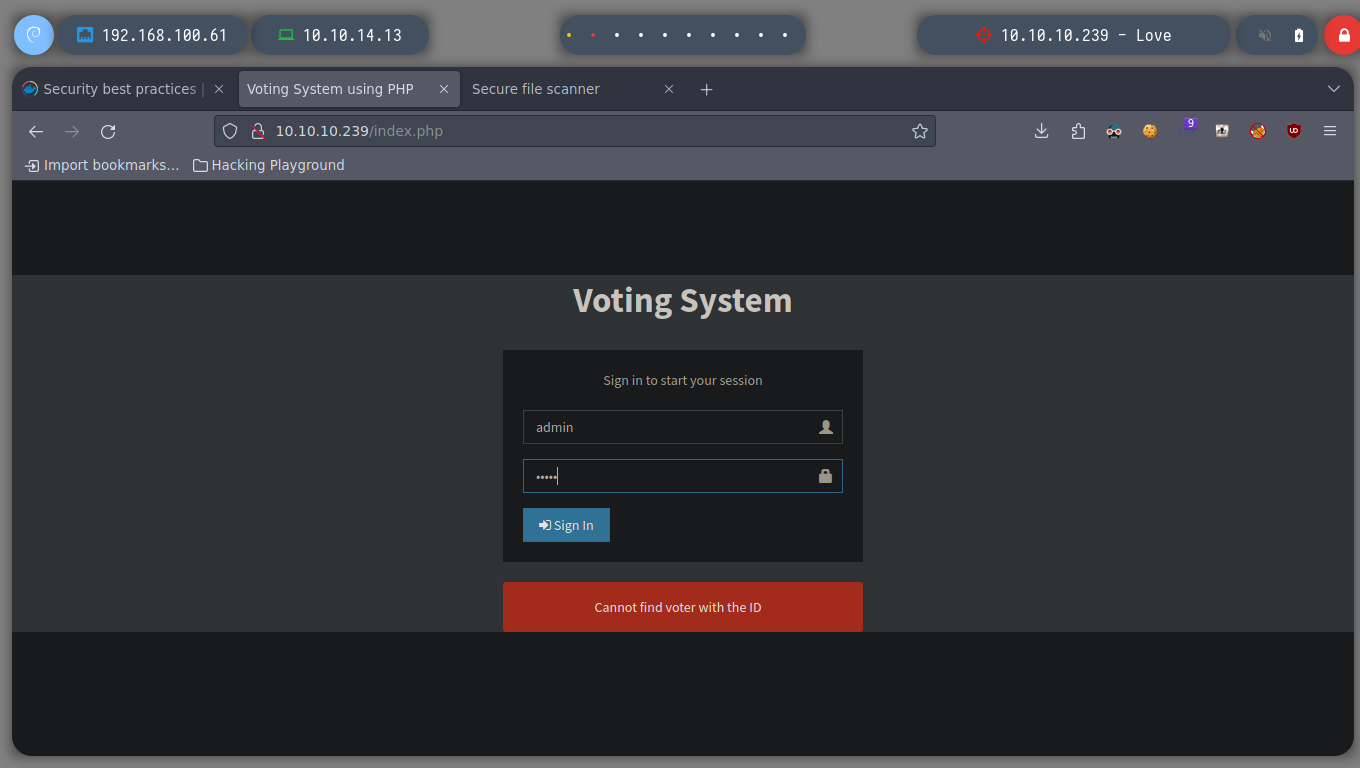 192.168.100.61
10.10.14.13
10.10.10.239 - Love
Security best practices |
Voting System using PHP
Secure file scanner
10.10.10.239/index.php
9
Import bookmarks...
Hacking Playground
Voting System
Sign in to start your session
admin
•••••
Sign In
Cannot find voter with the ID